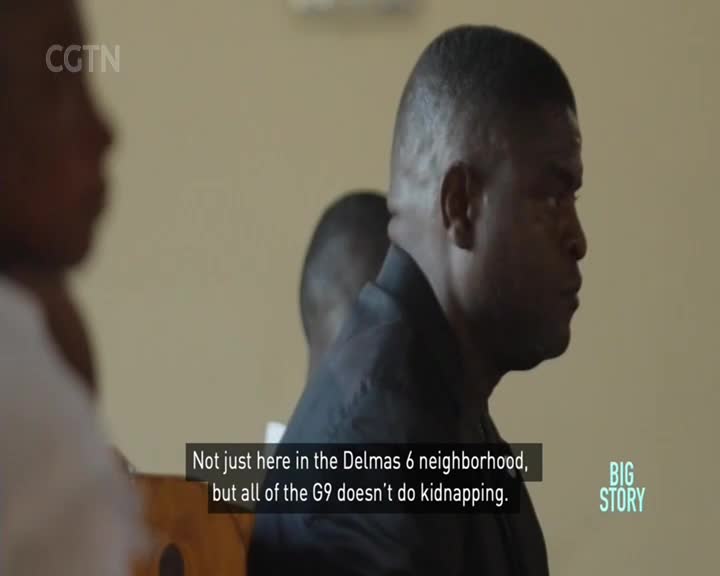 CGTN
Not just here in the Delmas 6 neighborhood,
but all of the G9 doesn't do kidnapping.
BIG
STORY